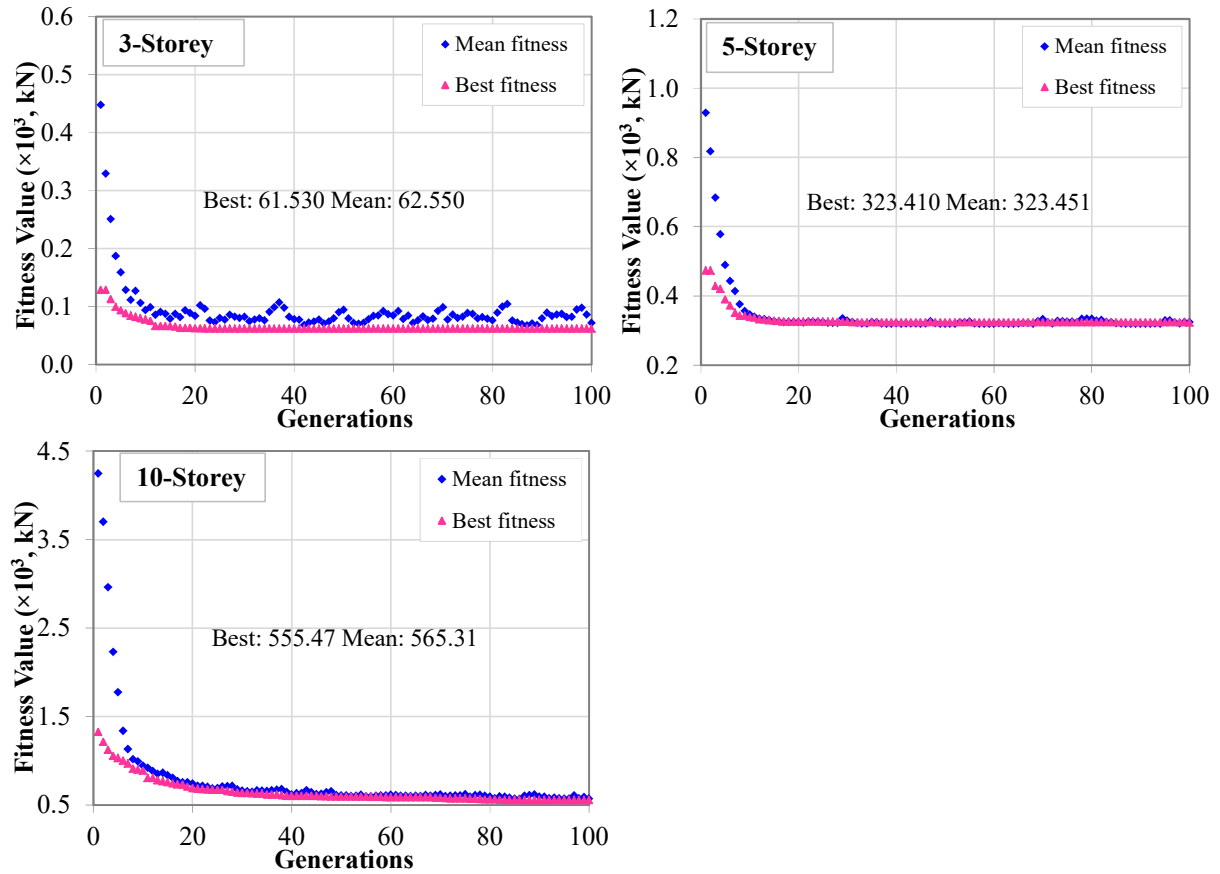 3-Storey
Mean fitness
Best fitness
Best: 61.530 Mean: 62.550
Fitness Value (×10³, kN)
0.6
0.5
0.4
0.3
0.2
0.1
0.0
0 20 40 60 80 100
Generations
5-Storey
Mean fitness
Best fitness
Best: 323.410 Mean: 323.451
Fitness Value (×10³, kN)
1.2
1.0
0.8
0.6
0.4
0.2
0 20 40 60 80 100
Generations
10-Storey
Mean fitness
Best fitness
Best: 555.47 Mean: 565.31
Fitness Value (×10³, kN)
4.5
3.5
2.5
1.5
0.5
0 20 40 60 80 100
Generations